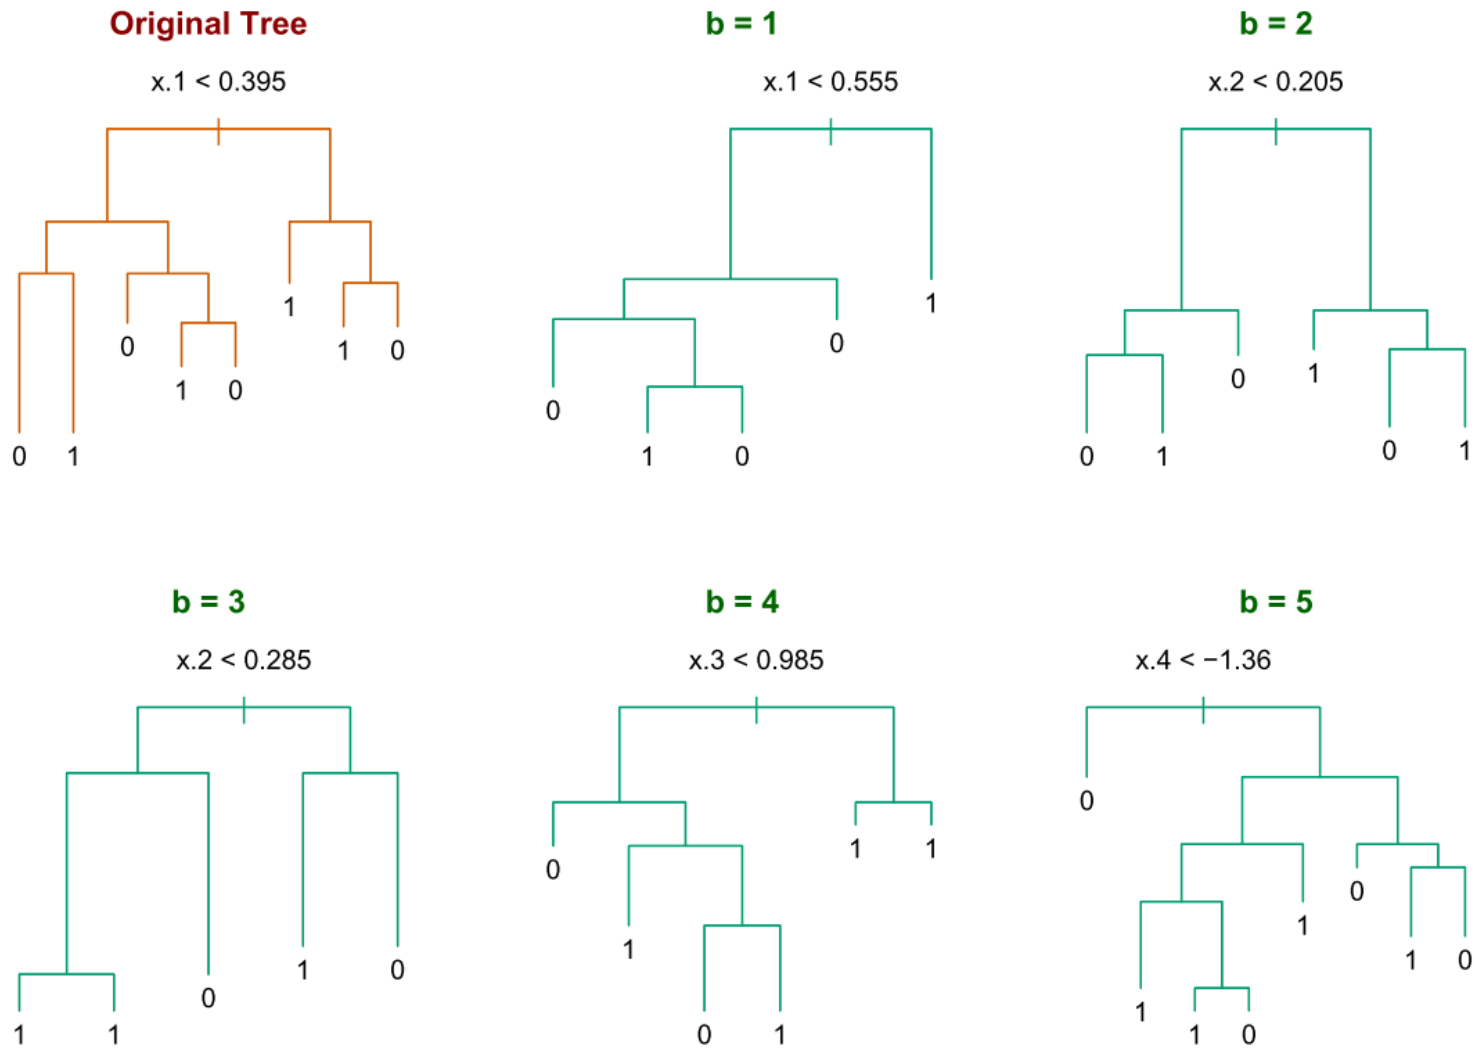 Original Tree
x.1 < 0.395
0 1 0 1 0 1 1 0
b = 1
x.1 < 0.555
0 1 0 0 1
b = 2
x.2 < 0.205
0 1 0 1 0 1
b = 3
x.2 < 0.285
1 1 0 1 0
b = 4
x.3 < 0.985
0 1 0 1 1 1
b = 5
x.4 < −1.36
0 1 1 0 1 0 1 0